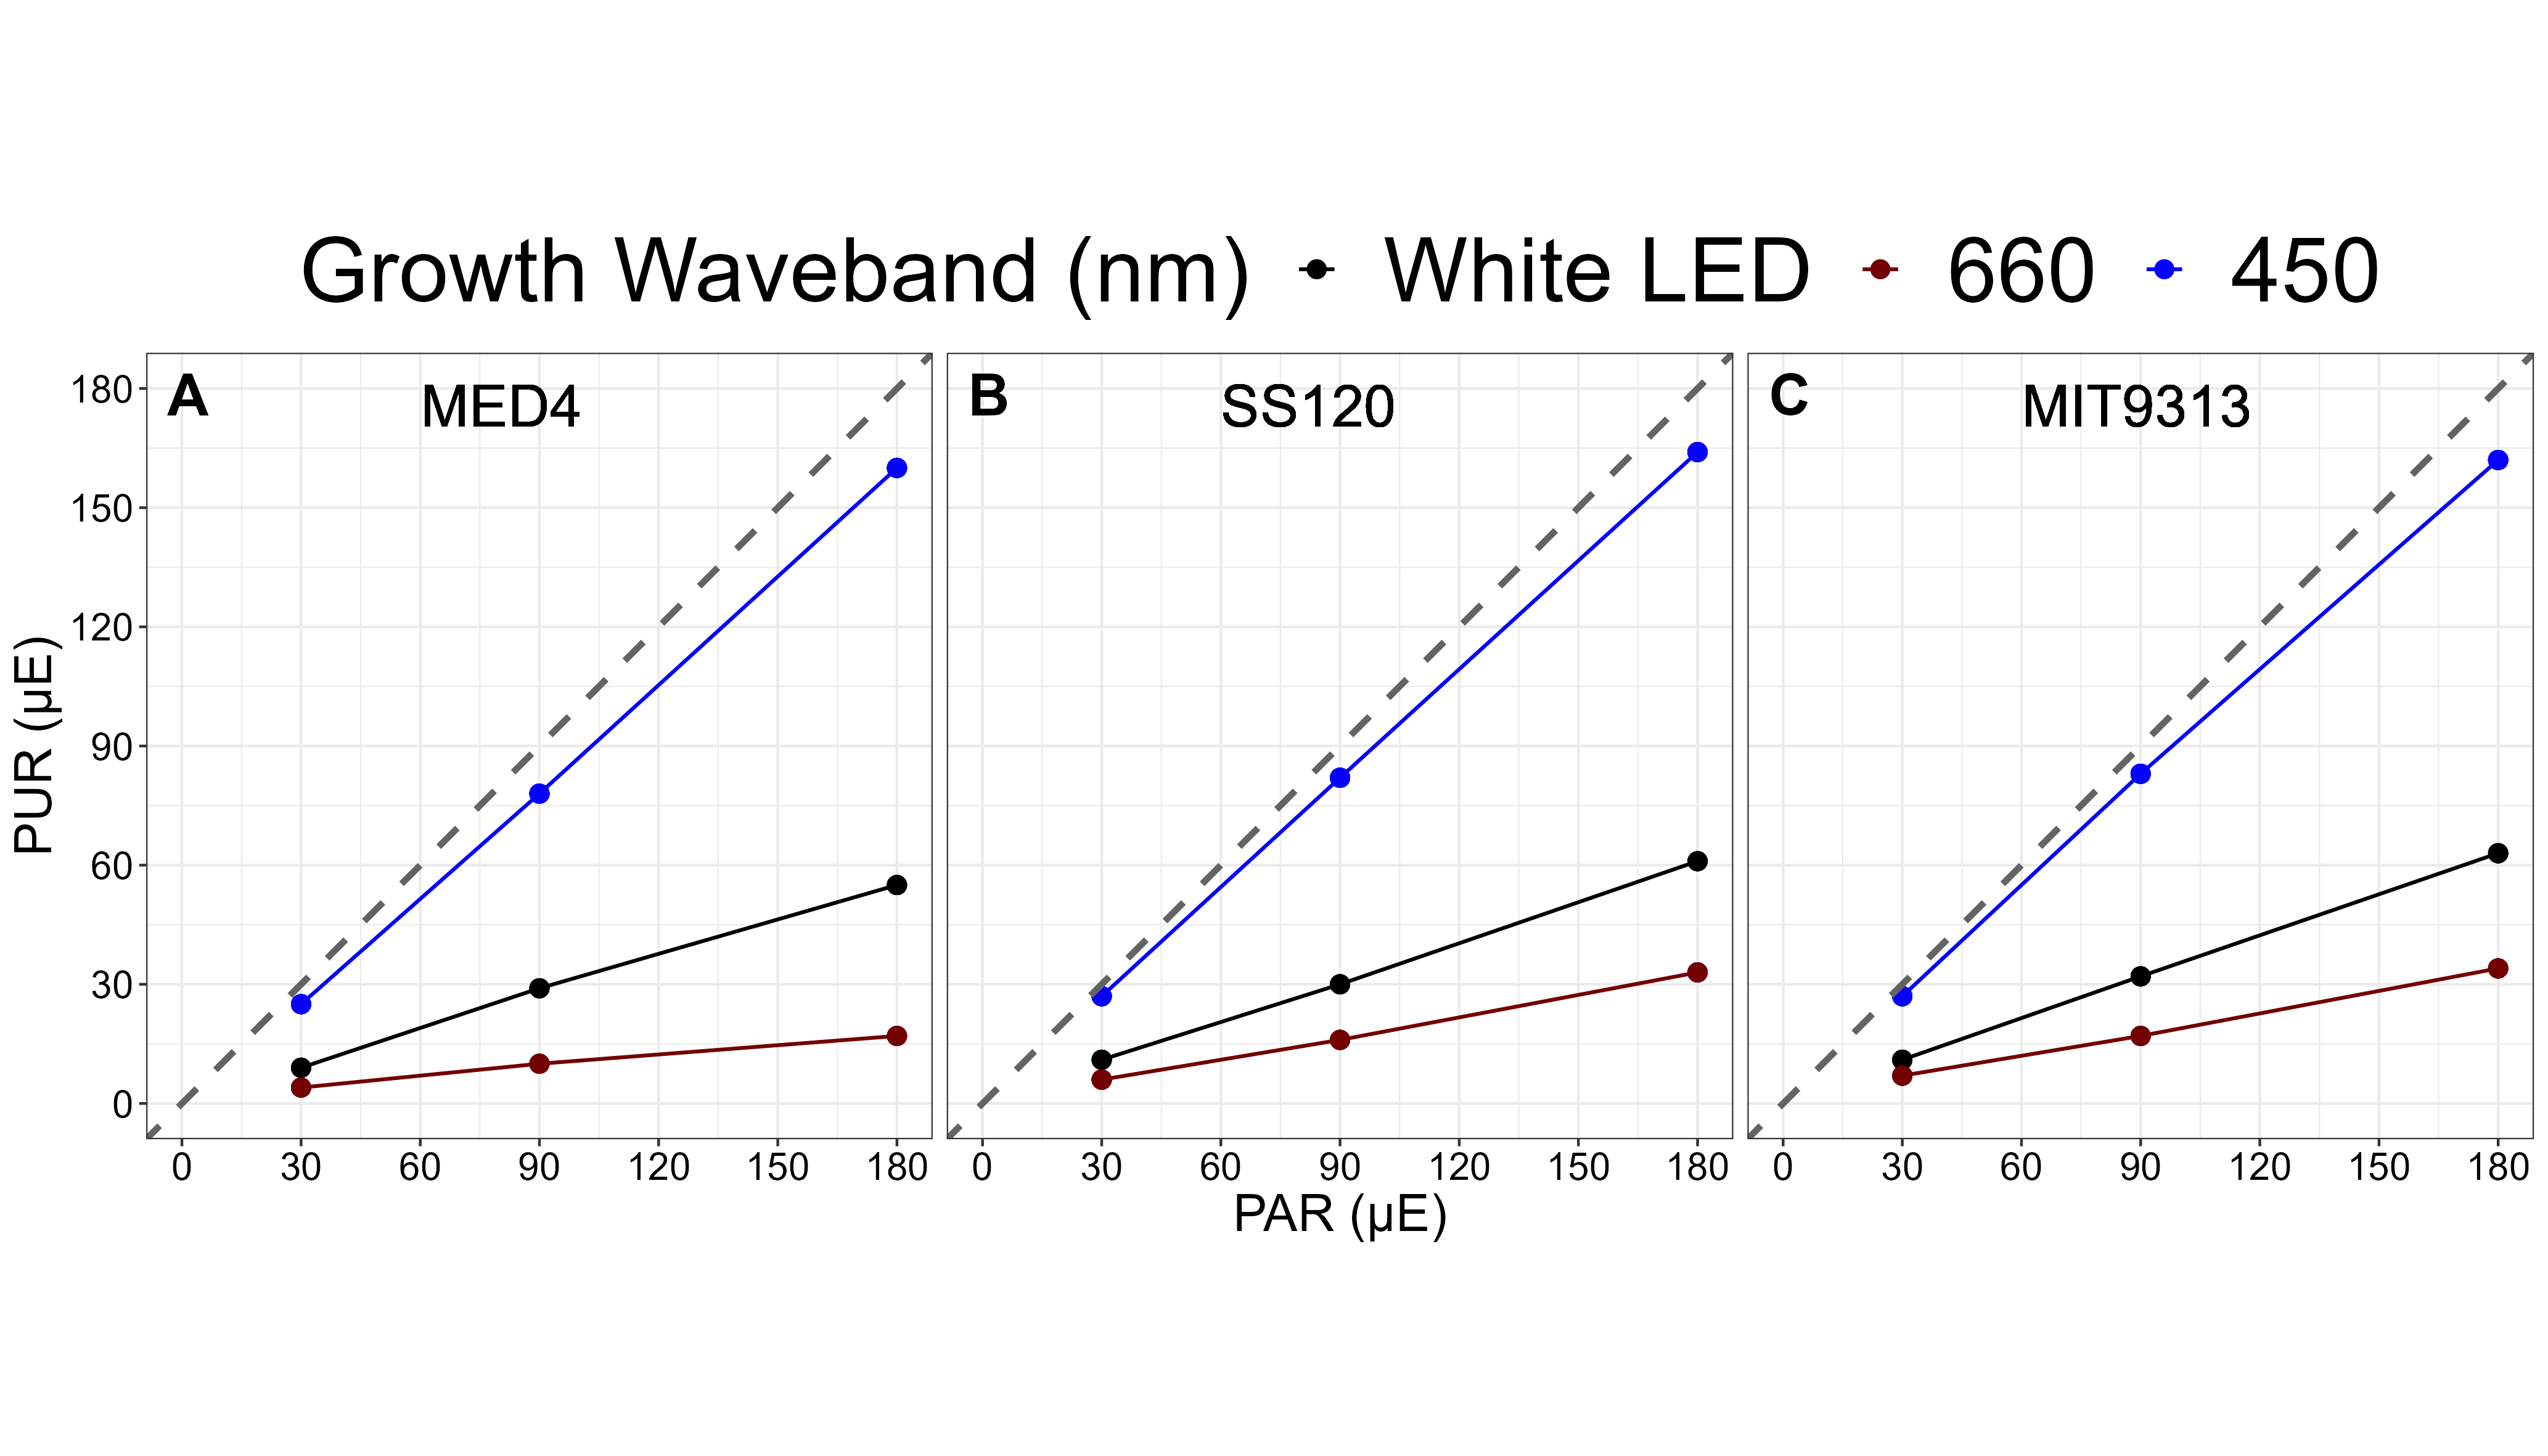 Growth Waveband (nm) White LED 660 450
A MED4
B SS120
C MIT9313
PUR (µE)
180
150
120
90
60
30
0
0 30 60 90 120 150 180
0 30 60 90 120 150 180
0 30 60 90 120 150 180
PAR (µE)